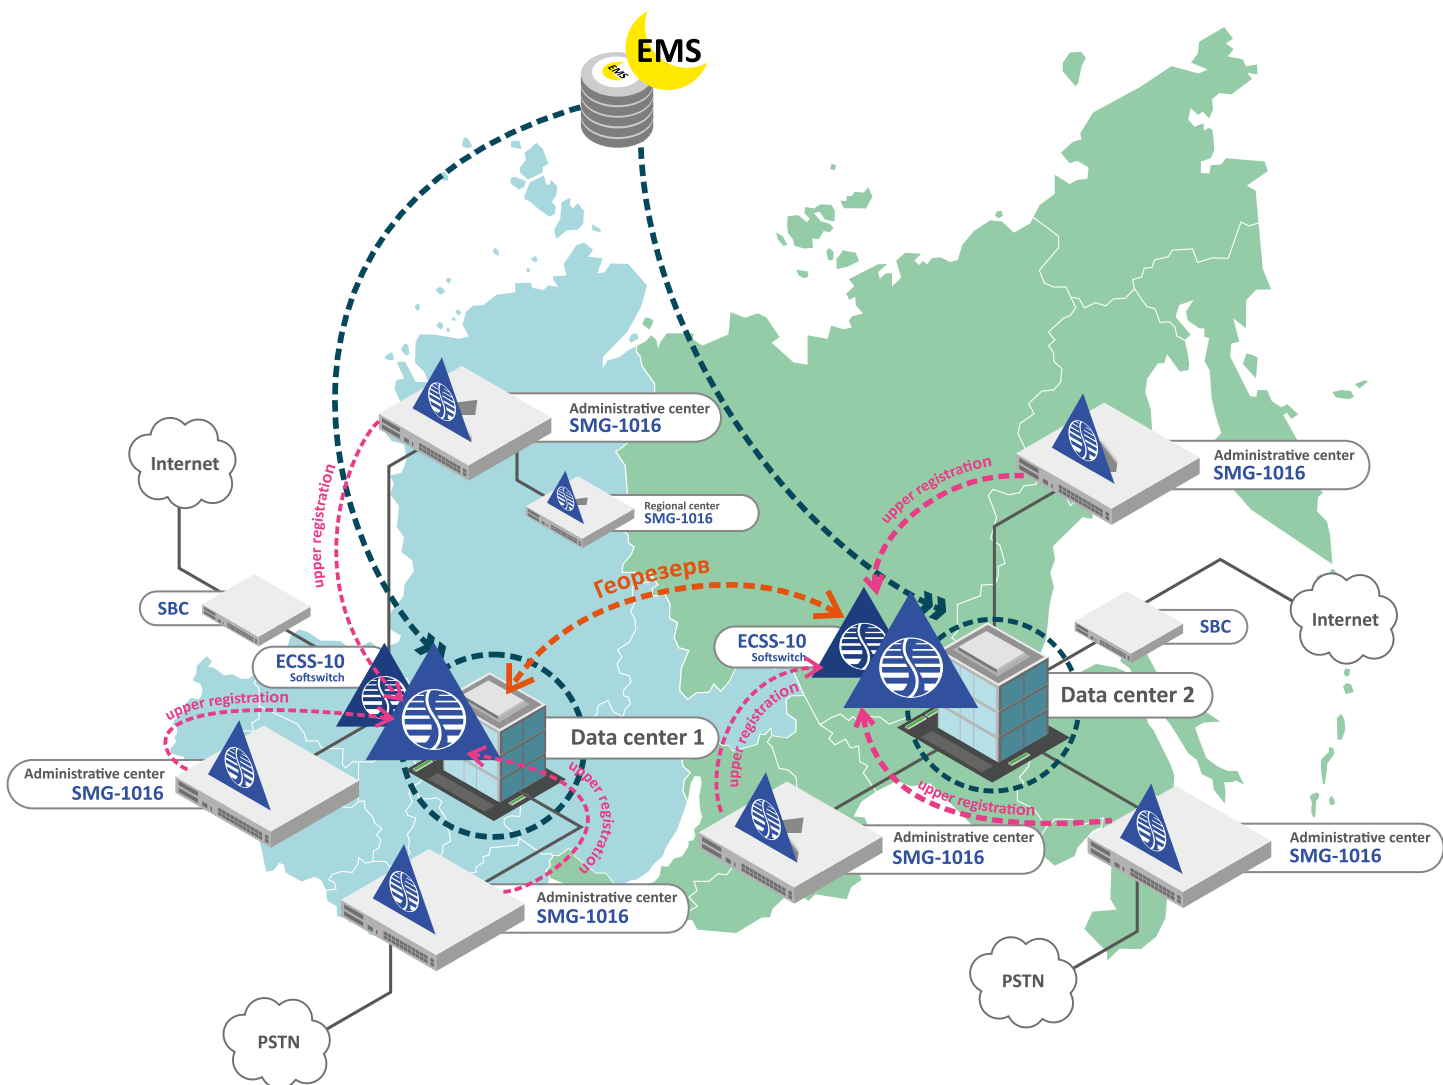 EMS
EMS
Administrative center
SMG-1016
Internet
upper registration
Regional center
SMG-1016
Administrative center
SMG-1016
upper registration
Георезерв
SBC
SBC
Internet
ECSS-10
Softswitch
ECSS-10
Softswitch
upper registration
Data center 1
Data center 2
upper registration
Administrative center
SMG-1016
upper registration
upper registration
Administrative center
SMG-1016
Administrative center
SMG-1016
Administrative center
SMG-1016
PSTN
PSTN